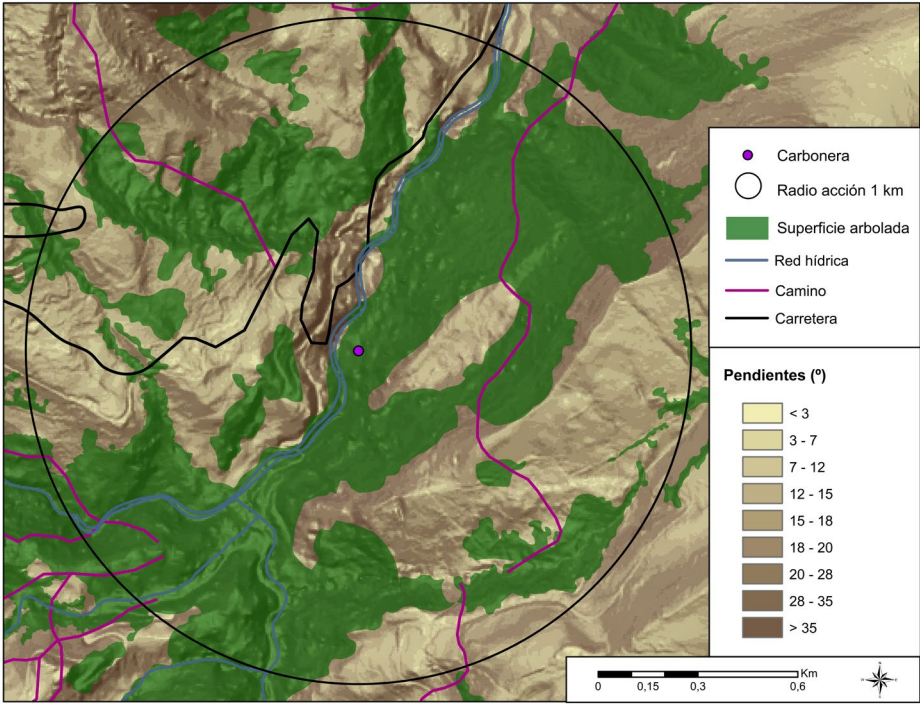 Carbonera
Radio acción 1 km
Superficie arbolada
Red hídrica
Camino
Carretera
Pendientes (º)
< 3
3 - 7
7 - 12
12 - 15
15 - 18
18 - 20
20 - 28
28 - 35
> 35
Km
0 0,15 0,3 0,6